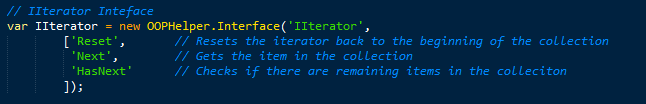 // IIterator Inteface
var IIterator = new OOPHelper.Interface('IIterator',
['Reset', // Resets the iterator back to the beginning of the collection
'Next', // Gets the item in the collection
'HasNext' // Checks if there are remaining items in the colleciton
]);